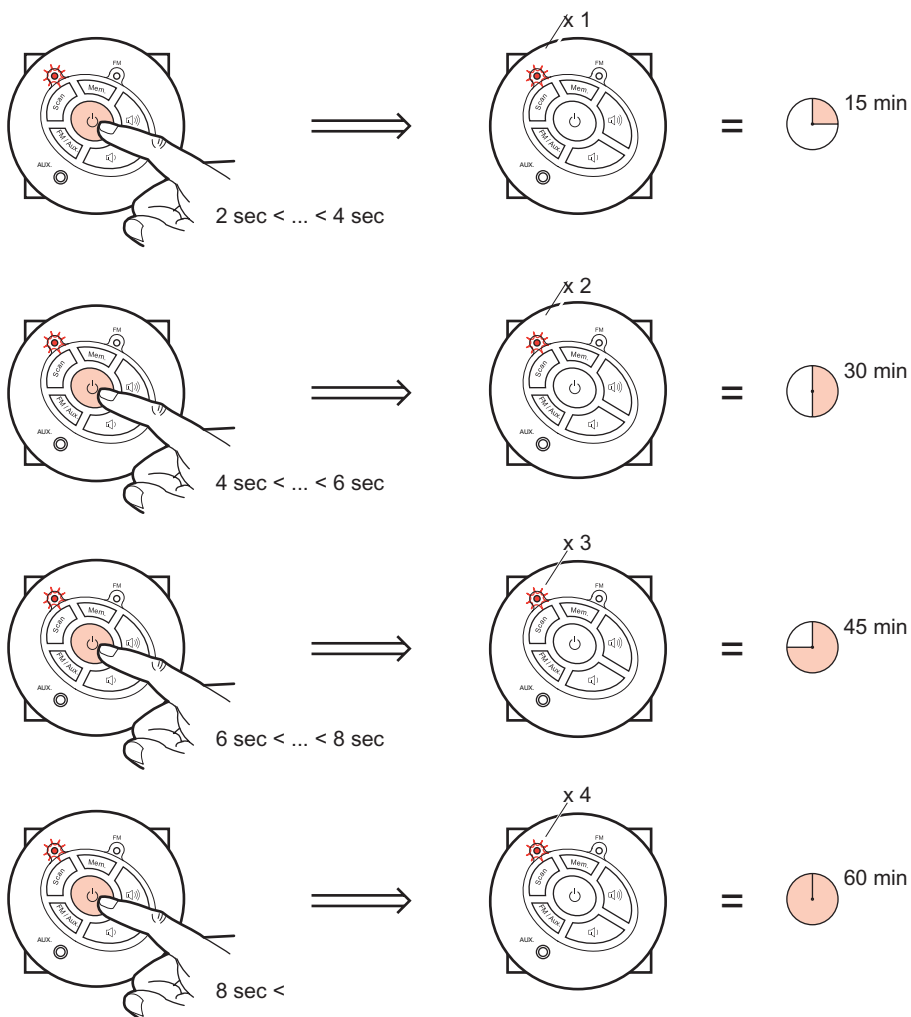 x 1
FM
Mem.
Scan
FM / Aux
AUX.
FM
Mem.
Scan
FM / Aux
AUX.
=
15 min
2 sec < ... < 4 sec
x 2
FM
Mem.
Scan
FM / Aux
AUX.
FM
Mem.
Scan
FM / Aux
AUX.
=
30 min
4 sec < ... < 6 sec
x 3
FM
Mem.
Scan
FM / Aux
AUX.
FM
Mem.
Scan
FM / Aux
AUX.
=
45 min
6 sec < ... < 8 sec
x 4
FM
Mem.
Scan
FM / Aux
AUX.
FM
Mem.
Scan
FM / Aux
AUX.
=
60 min
8 sec <